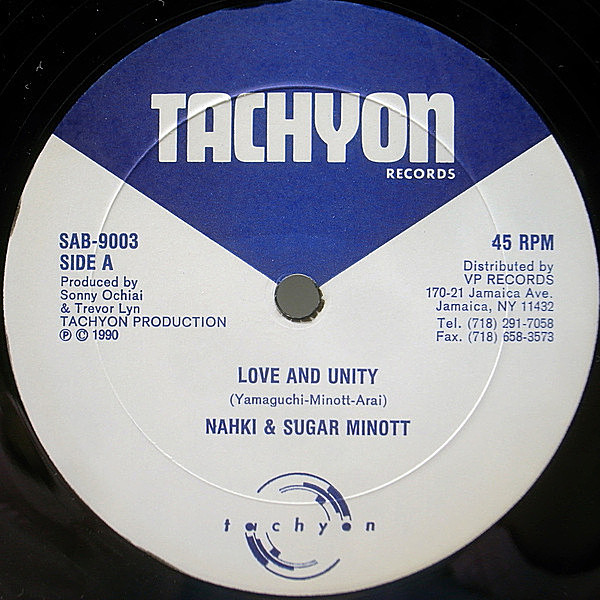 TACHYON
RECORDS
SAB-9003
SIDE A
Produced by
Sonny Ochiai
& Trevor Lyn
TACHYON PRODUCTION
℗ © 1990
45 RPM
Distributed by
VP RECORDS
170-21 Jamaica Ave.
Jamaica, NY 11432
Tel. (718) 291-7058
Fax. (718) 658-3573
LOVE AND UNITY
(Yamaguchi-Minott-Arai)
NAHKI & SUGAR MINOTT
tachyon